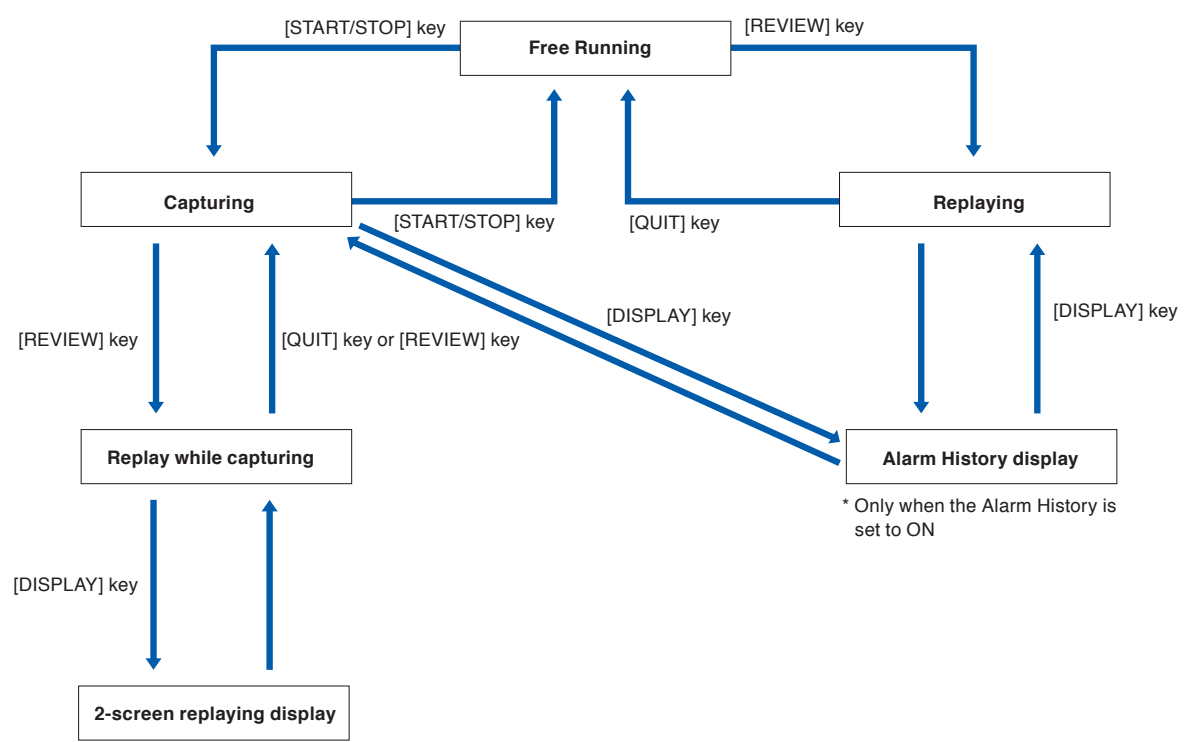 [START/STOP] key
Free Running
[REVIEW] key
Capturing
[START/STOP] key
[QUIT] key
Replaying
[REVIEW] key
[QUIT] key or [REVIEW] key
[DISPLAY] key
[DISPLAY] key
Replay while capturing
Alarm History display
* Only when the Alarm History is
set to ON
[DISPLAY] key
2-screen replaying display